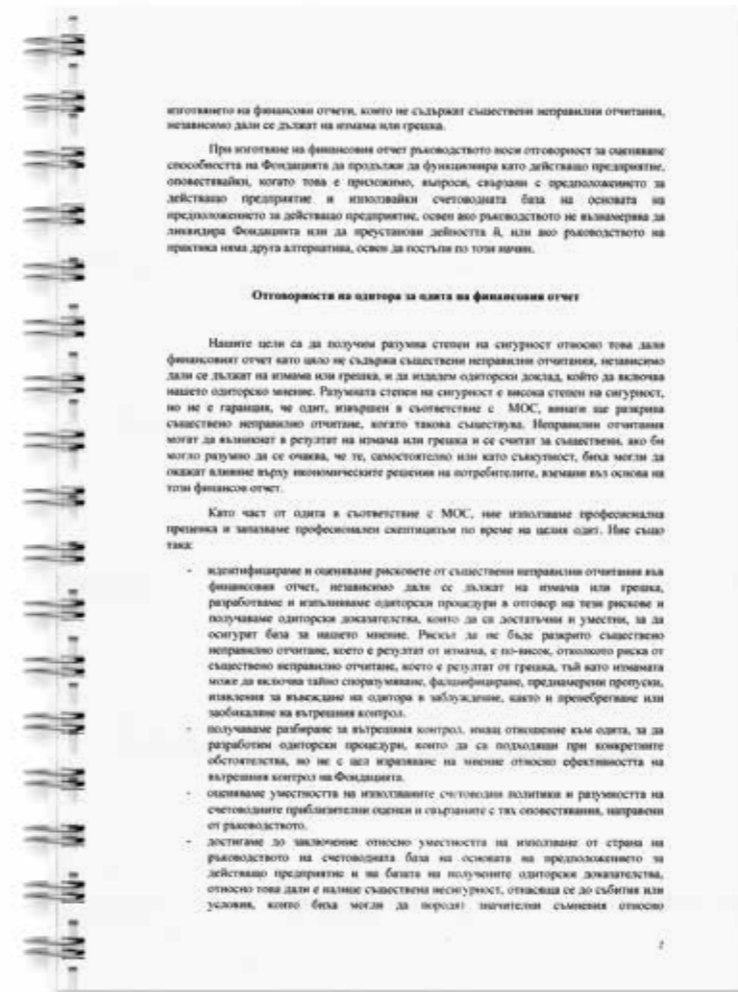 изготвянето на финансови отчети, които не съдържат съществени неправилни отчитания,
независимо дали се дължат на измама или грешка.
При изготвяне на финансовия отчет ръководството носи отговорност за оценяване
способността на Фондацията да продължи да функционира като действащо предприятие,
оповестявайки, когато това е приложимо, въпроси, свързани с предположението за
действащо предприятие и използвайки счетоводната база на основата на
предположението за действащо предприятие, освен ако ръководството не възнамерява да
ликвидира Фондацията или да преустанови дейността й, или ако ръководството на
практика няма друга алтернатива, освен да постъпи по този начин.
Отговорности на одитора за одита на финансовия отчет
Нашите цели са да получим разумна степен на сигурност относно това дали
финансовият отчет като цяло не съдържа съществени неправилни отчитания, независимо
дали се дължат на измама или грешка, и да издадем одиторски доклад, който да включва
нашето одиторско мнение. Разумната степен на сигурност е висока степен на сигурност,
но не е гаранция, че одит, извършен в съответствие с МОС, винаги ще разкрива
съществено неправилно отчитане, когато такова съществува. Неправилни отчитания
могат да възникнат в резултат на измама или грешка и се считат за съществени, ако би
могло разумно да се очаква, че те, самостоятелно или като съвкупност, биха могли да
окажат влияние върху икономическите решения на потребителите, вземани въз основа на
този финансов отчет.
Като част от одита в съответствие с МОС, ние използваме професионална
преценка и запазваме професионален скептицизъм по време на целия одит. Ние също
така:
- идентифицираме и оценяваме рисковете от съществени неправилни отчитания във
финансовия отчет, независимо дали се дължат на измама или грешка,
разработваме и изпълняваме одиторски процедури в отговор на тези рискове и
получаваме одиторски доказателства, които да са достатъчни и уместни, за да
осигурят база за нашето мнение. Рискът да не бъде разкрито съществено
неправилно отчитане, което е резултат от измама, е по-висок, отколкото риска от
съществено неправилно отчитане, което е резултат от грешка, тъй като измамата
може да включва тайно споразумяване, фалшифициране, преднамерени пропуски,
изявления за въвеждане на одитора в заблуждение, както и пренебрегване или
заобикаляне на вътрешния контрол.
- получаваме разбиране за вътрешния контрол, имащ отношение към одита, за да
разработим одиторски процедури, които да са подходящи при конкретните
обстоятелства, но не с цел изразяване на мнение относно ефективността на
вътрешния контрол на Фондацията.
- оценяваме уместността на използваните счетоводни политики и разумността на
счетоводните приблизителни оценки и свързаните с тях оповестявания, направени
от ръководството.
- достигаме до заключение относно уместността на използване от страна на
ръководството на счетоводната база на основата на предположението за
действащо предприятие и на базата на получените одиторски доказателства,
относно това дали е налице съществена несигурност, отнасяща се до събития или
условия, които биха могли да породят значителни съмнения относно